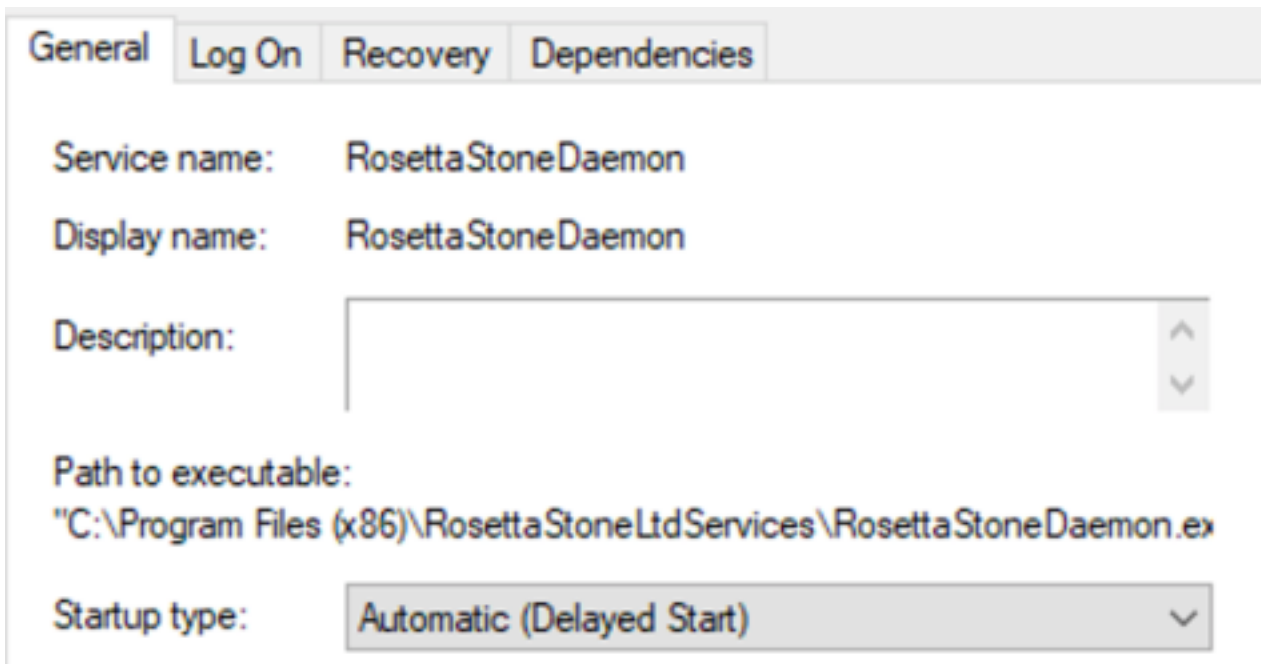 General Log On Recovery Dependencies
Service name: RosettaStoneDaemon
Display name: RosettaStoneDaemon
Description:
Path to executable:
"C:\Program Files (x86)\RosettaStoneLtdServices\RosettaStoneDaemon.ex
Startup type: Automatic (Delayed Start)